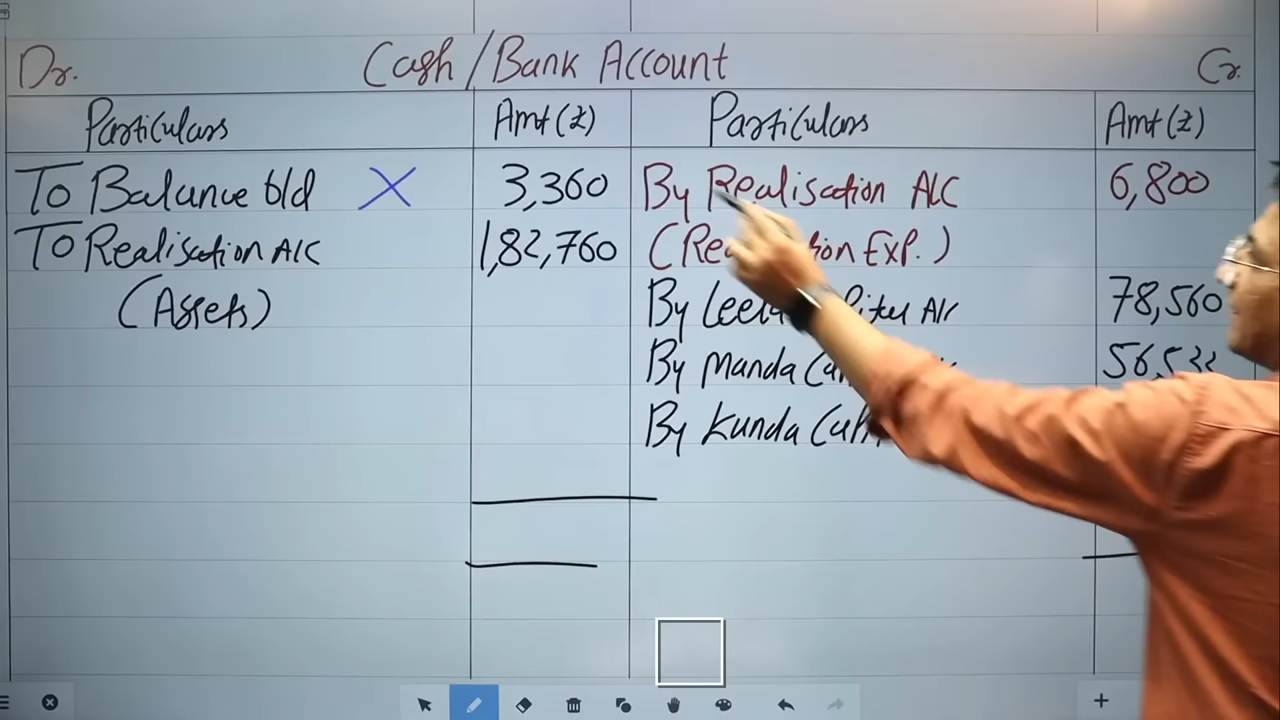 Dr. Cash/Bank Account Cr.
Particulars Amt(₹) Particulars Amt(₹)
To Balance b/d X 3,360 By Realisation A/C 6,800
To Realisation A/C 1,82,760 Exp.)
(Assets) By A/c 78,560
By Manda
By Kunda